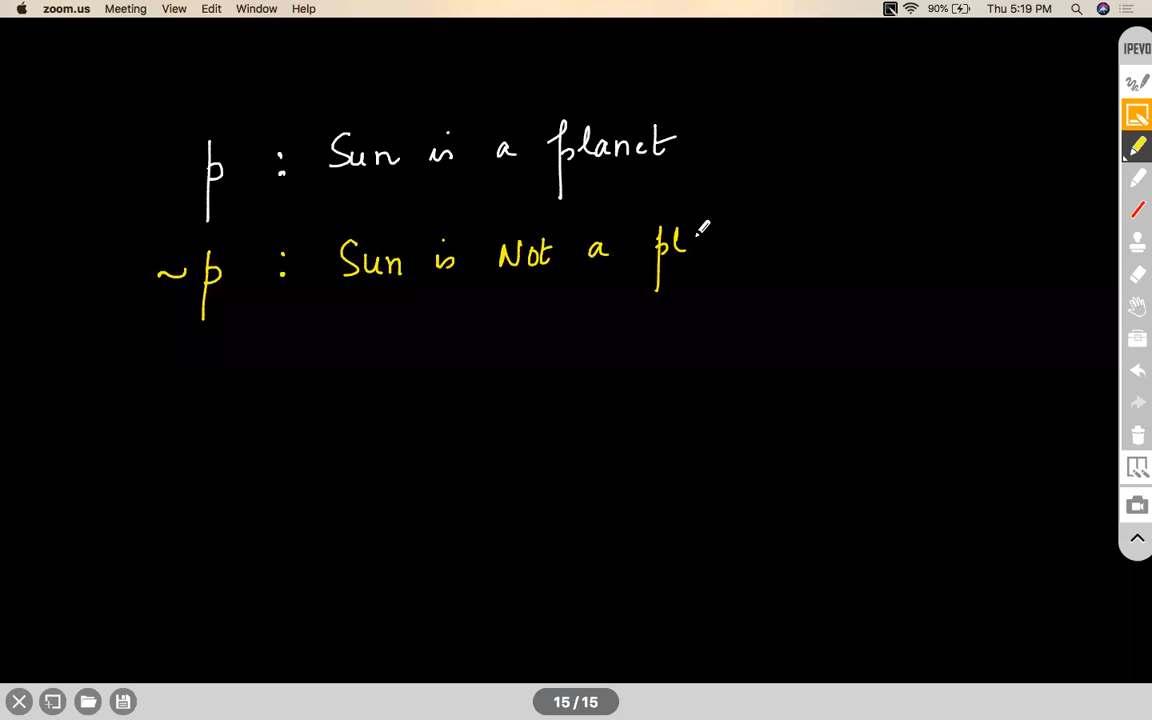 zoom.us Meeting View Edit Window Help 90% Thu 5:19 PM
IPEVO
p : Sun is a planet
~p : Sun is Not a pl
15/15